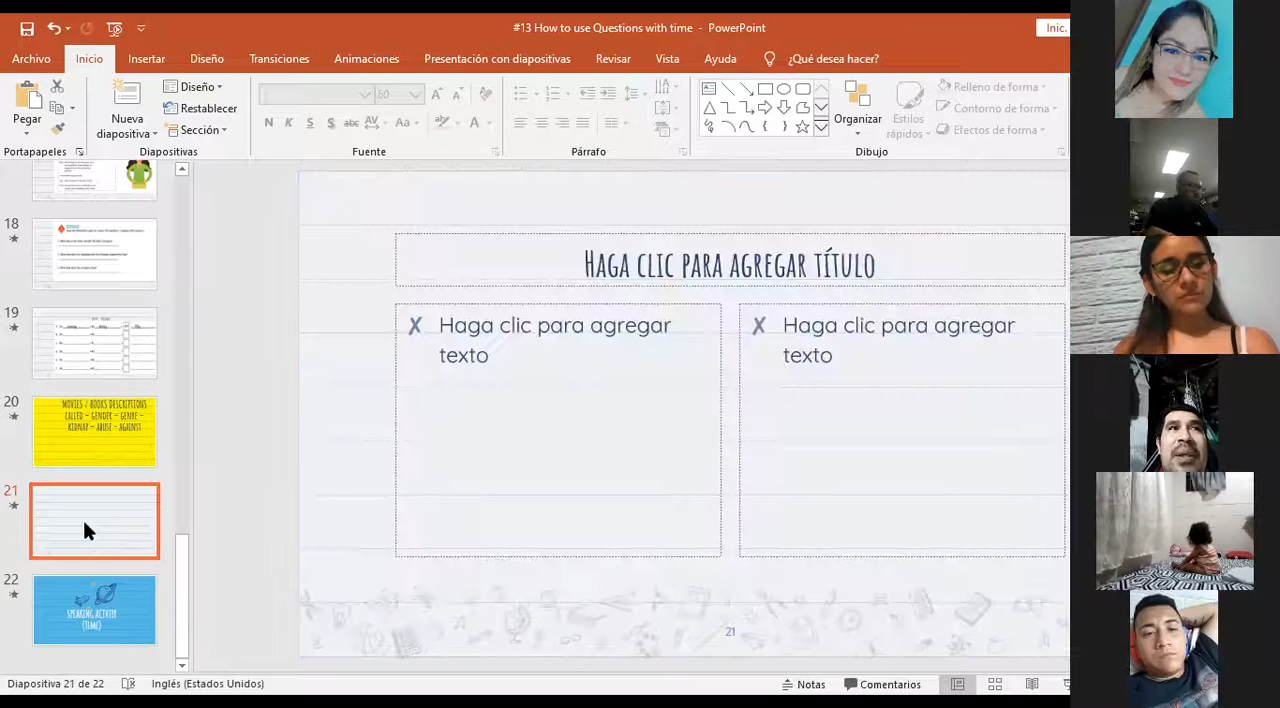 #13 How to use Questions with time - PowerPoint
Inic.
Archivo
Inicio
Insertar
Diseño
Transiciones
Animaciones
Presentación con diapositivas
Revisar
Vista
Ayuda
¿Qué desea hacer?
Pegar
Nueva
diapositiva
Diseño
Restablecer
Sección
60
N K S S abc AV Aa A
Organizar
Estilos
rápidos
Relleno de forma
Contorno de forma
Efectos de forma
Portapapeles
Diapositivas
Fuente
Párrafo
Dibujo
18
19
20
MOVIES / BOOKS DESCRIPTIONS
CALLED – GENDER – GENRE –
KIDNAP – ABUSE – AGAINST
21
22
SPEAKING ACTIVITY
(TIME)
HAGA CLIC PARA AGREGAR TÍTULO
X Haga clic para agregar
texto
X Haga clic para agregar
texto
21
Diapositiva 21 de 22
Inglés (Estados Unidos)
Notas
Comentarios